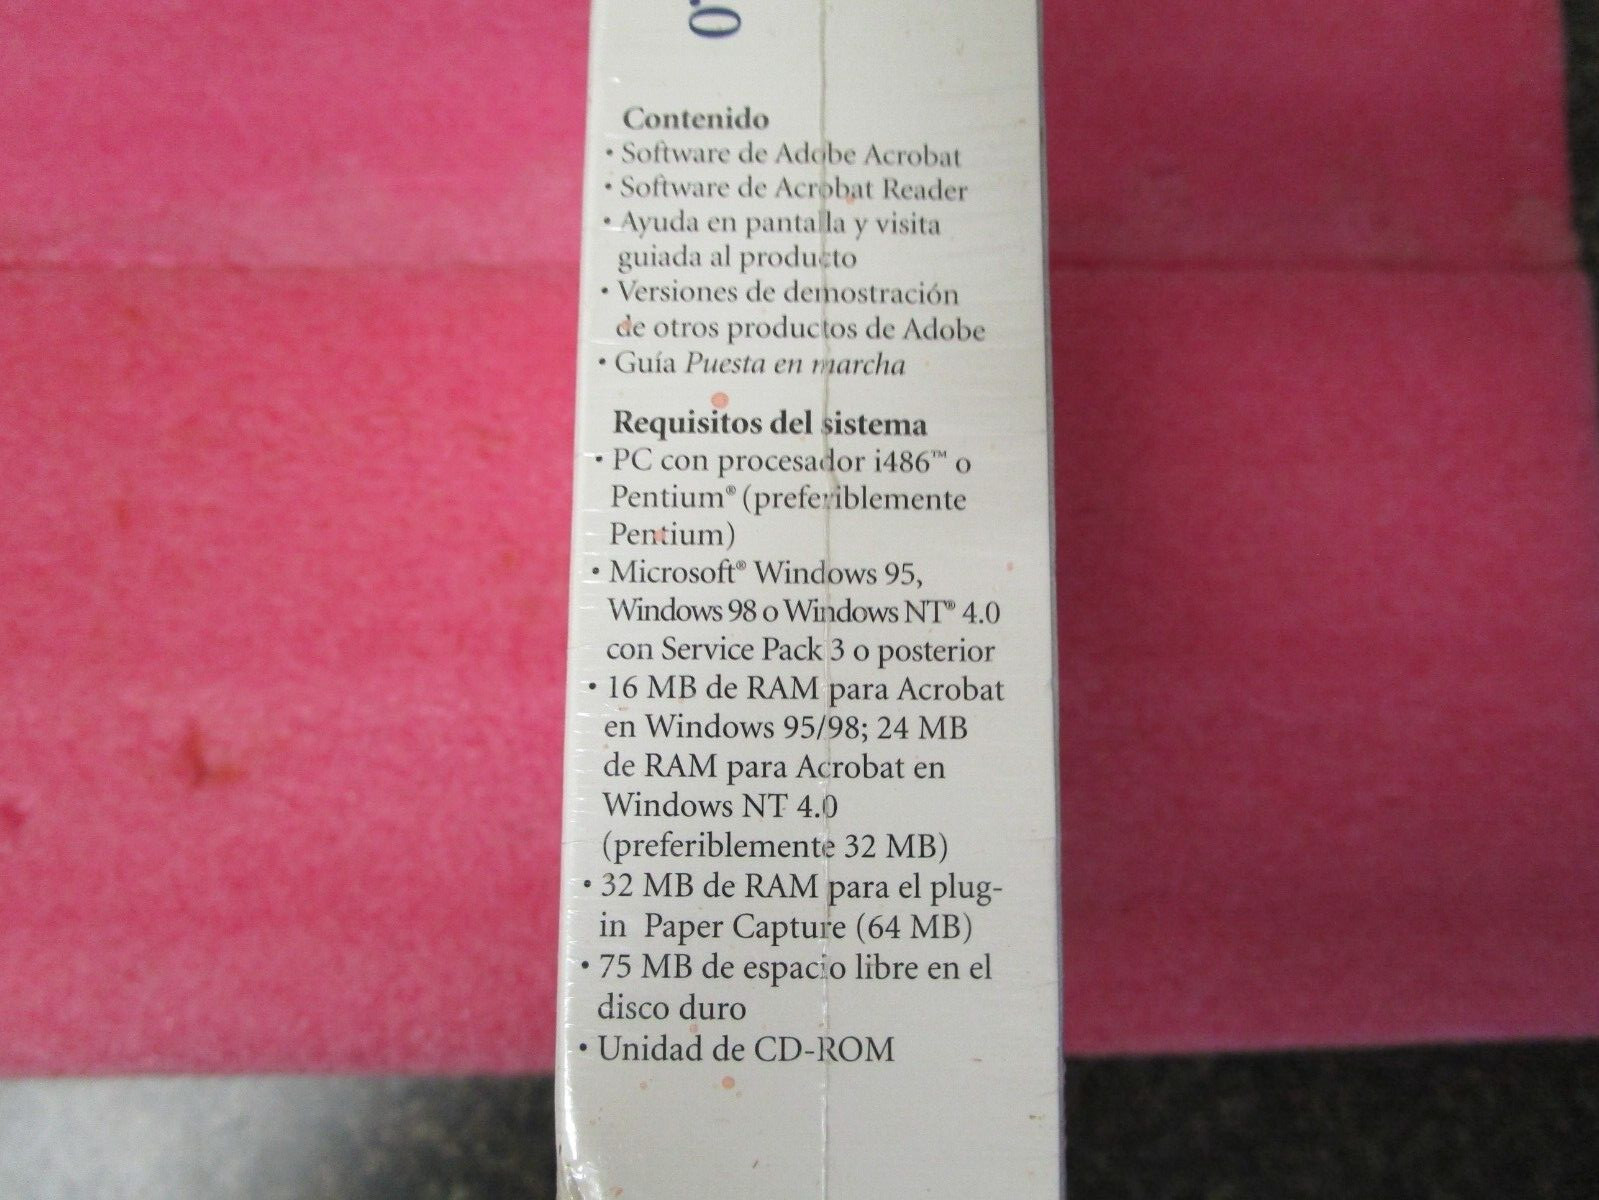 .0
Contenido
• Software de Adobe Acrobat
• Software de Acrobat Reader
• Ayuda en pantalla y visita
guiada al producto
• Versiones de demostración
de otros productos de Adobe
• Guía Puesta en marcha
Requisitos del sistema
• PC con procesador i486™ o
Pentium® (preferiblemente
Pentium)
• Microsoft® Windows 95,
Windows 98 o Windows NT® 4.0
con Service Pack 3 o posterior
• 16 MB de RAM para Acrobat
en Windows 95/98; 24 MB
de RAM para Acrobat en
Windows NT 4.0
(preferiblemente 32 MB)
• 32 MB de RAM para el plug-
in Paper Capture (64 MB)
• 75 MB de espacio libre en el
disco duro
• Unidad de CD-ROM